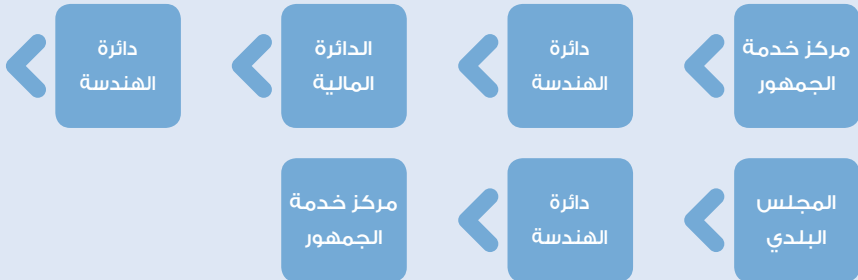 مركز خدمة
الجمهور
دائرة
الهندسة
الدائرة
المالية
دائرة
الهندسة
المجلس
البلدي
دائرة
الهندسة
مركز خدمة
الجمهور